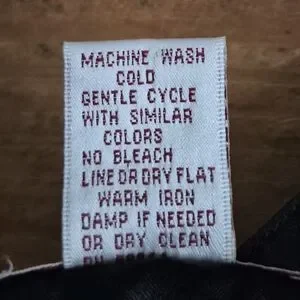 MACHINE WASH
COLD
GENTLE CYCLE
WITH SIMILAR
COLORS
NO BLEACH
LINE OR DRY FLAT
WARM IRON
DAMP IF NEEDED
OR DRY CLEAN